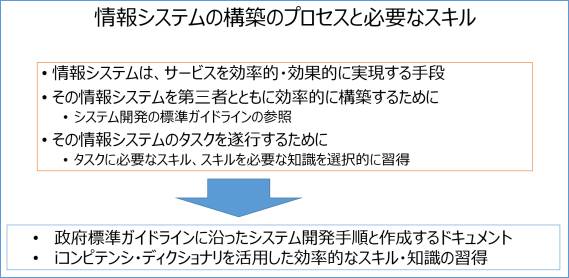 情報システムの構築のプロセスと必要なスキル
• 情報システムは、サービスを効率的・効果的に実現する手段
• その情報システムを第三者とともに効率的に構築するために
• システム開発の標準ガイドラインの参照
• その情報システムのタスクを遂行するために
• タスクに必要なスキル、スキルを必要な知識を選択的に習得
• 政府標準ガイドラインに沿ったシステム開発手順と作成するドキュメント
• iコンピテンシ・ディクショナリを活用した効率的なスキル・知識の習得